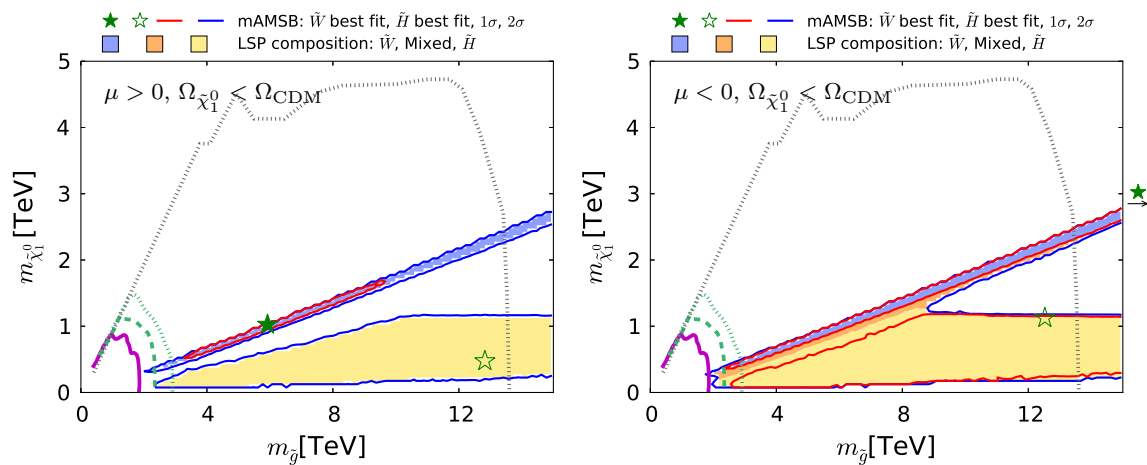 mAMSB: W̃ best fit, H̃ best fit, 1σ, 2σ
LSP composition: W̃, Mixed, H̃
μ > 0, Ω_χ̃₁⁰ < Ω_CDM
5
4
3
2
1
0
m_χ̃₁⁰[TeV]
0 4 8 12
m_g̃[TeV]
mAMSB: W̃ best fit, H̃ best fit, 1σ, 2σ
LSP composition: W̃, Mixed, H̃
μ < 0, Ω_χ̃₁⁰ < Ω_CDM
5
4
3
2
1
0
m_χ̃₁⁰[TeV]
0 4 8 12
m_g̃[TeV]